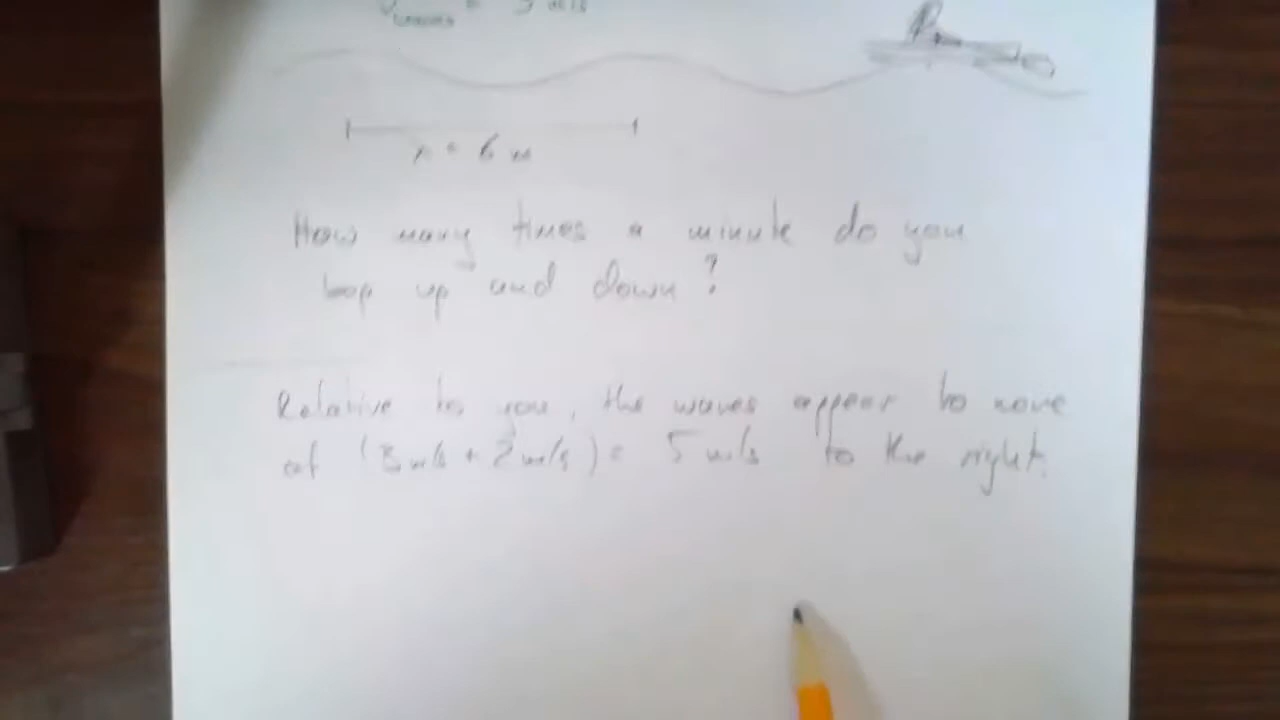 = 3 m/s
λ = 6 m
How many times a minute do you
bop up and down?
Relative to you, the waves appear to move
at (3 m/s + 2 m/s) = 5 m/s to the right.